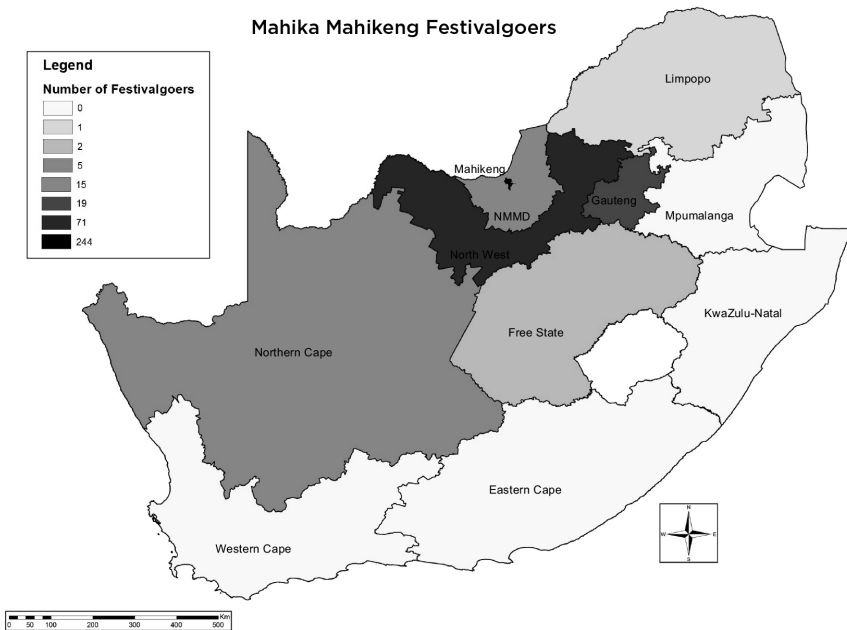 Mahika Mahikeng Festivalgoers
Legend
Number of Festivalgoers
0
1
2
5
15
19
71
244
Limpopo
Mahikeng
Gauteng
NMMD
Mpumalanga
North West
KwaZulu-Natal
Free State
Northern Cape
Eastern Cape
Western Cape
N
W E
S
Km
0 50 100 200 300 400 500